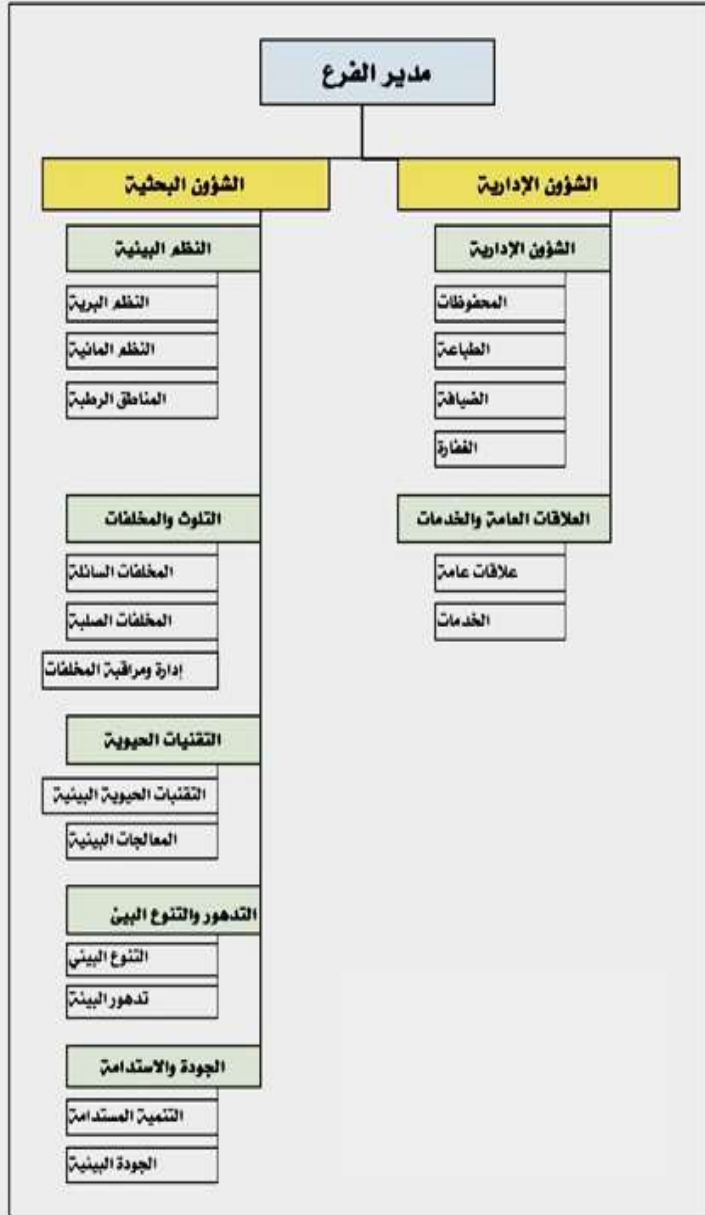 مدير الفرع
الشؤون الإدارية
الشؤون الإدارية
المحفوظات
الطباعة
الضيافة
الغفارة
العلاقات العامة والخدمات
علاقات عامة
الخدمات
الشؤون البحثية
النظم البيئية
النظم البرية
النظم المائية
المناطق الرطبة
التلوث والمخلفات
المخلفات السائلة
المخلفات الصلبة
إدارة ومراقبة المخلفات
التقنيات الحيوية
التقنيات الحيوية البيئية
المعالجات البيئية
التدهور والتنوع البيئ
التنوع البيئي
تدهور البيئة
الجودة والاستدامة
التنمية المستدامة
الجودة البيئية